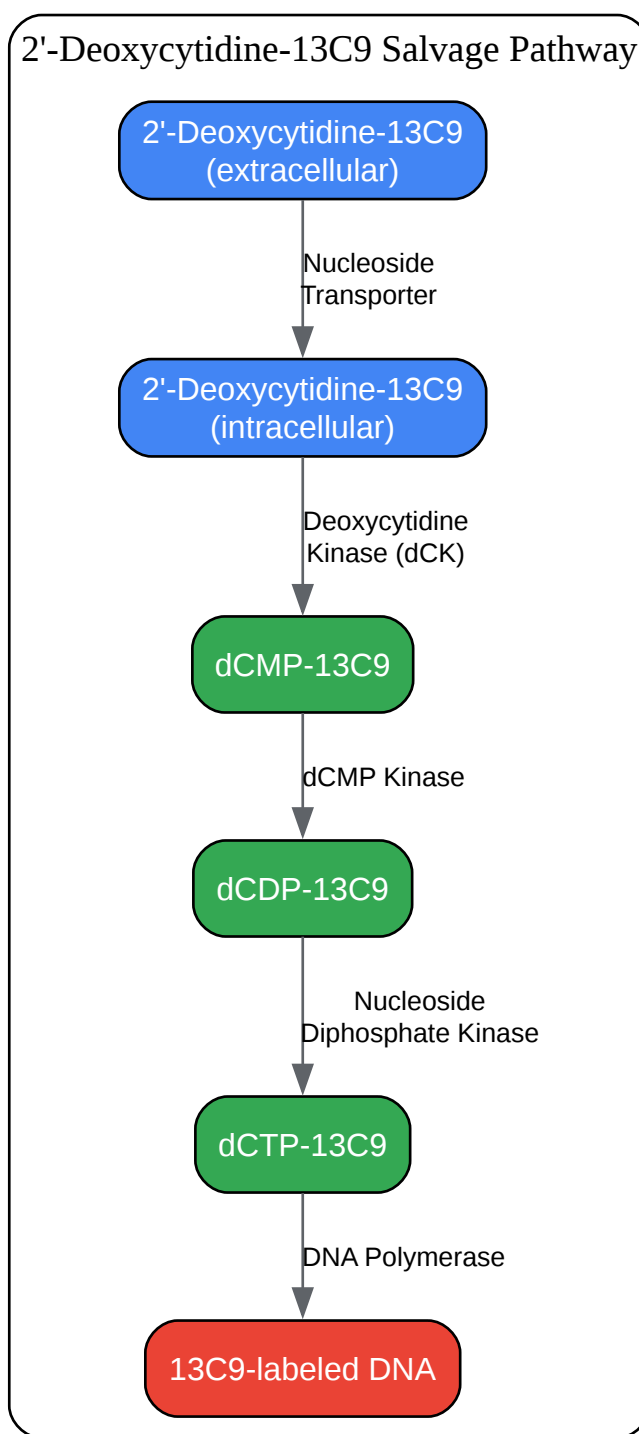 2'-Deoxycytidine-13C9 Salvage Pathway
2'-Deoxycytidine-13C9
(extracellular)
Nucleoside
Transporter
2'-Deoxycytidine-13C9
(intracellular)
Deoxycytidine
Kinase (dCK)
dCMP-13C9
dCMP Kinase
dCDP-13C9
Nucleoside
Diphosphate Kinase
dCTP-13C9
DNA Polymerase
13C9-labeled DNA